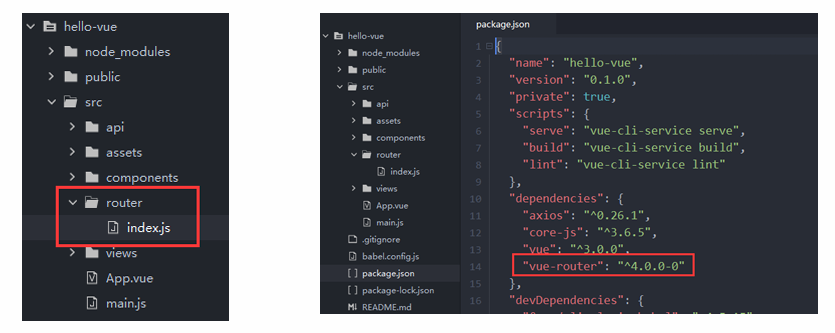 hello-vue
node_modules
public
src
api
assets
components
router
index.js
views
App.vue
main.js
hello-vue
node_modules
public
src
api
assets
components
router
index.js
views
App.vue
main.js
.gitignore
babel.config.js
package.json
package-lock.json
README.md
package.json
1 {
2 "name": "hello-vue",
3 "version": "0.1.0",
4 "private": true,
5 "scripts": {
6 "serve": "vue-cli-service serve",
7 "build": "vue-cli-service build",
8 "lint": "vue-cli-service lint"
9 },
10 "dependencies": {
11 "axios": "^0.26.1",
12 "core-js": "^3.6.5",
13 "vue": "^3.0.0",
14 "vue-router": "^4.0.0-0"
15 },
16 "devDependencies": {